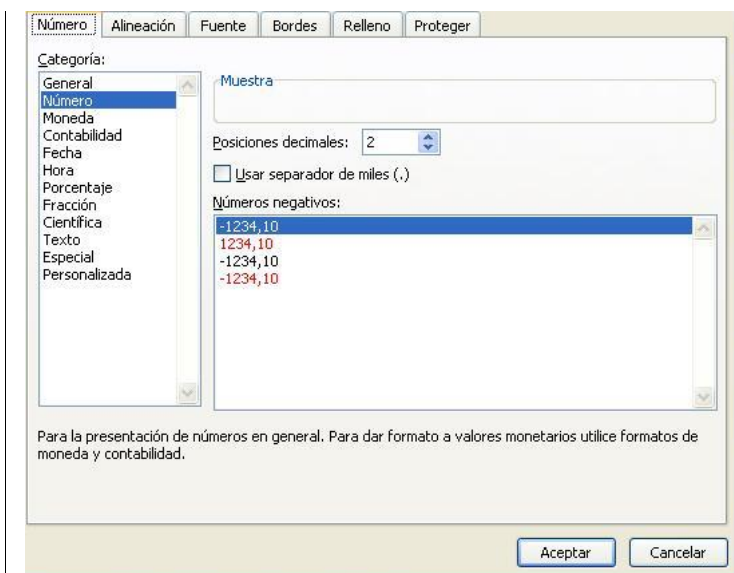 Número Alineación Fuente Bordes Relleno Proteger
Categoría:
General
Número
Moneda
Contabilidad
Fecha
Hora
Porcentaje
Fracción
Científica
Texto
Especial
Personalizada
Muestra
Posiciones decimales: 2
Usar separador de miles (.)
Números negativos:
-1234,10
1234,10
-1234,10
-1234,10
Para la presentación de números en general. Para dar formato a valores monetarios utilice formatos de
moneda y contabilidad.
Aceptar Cancelar